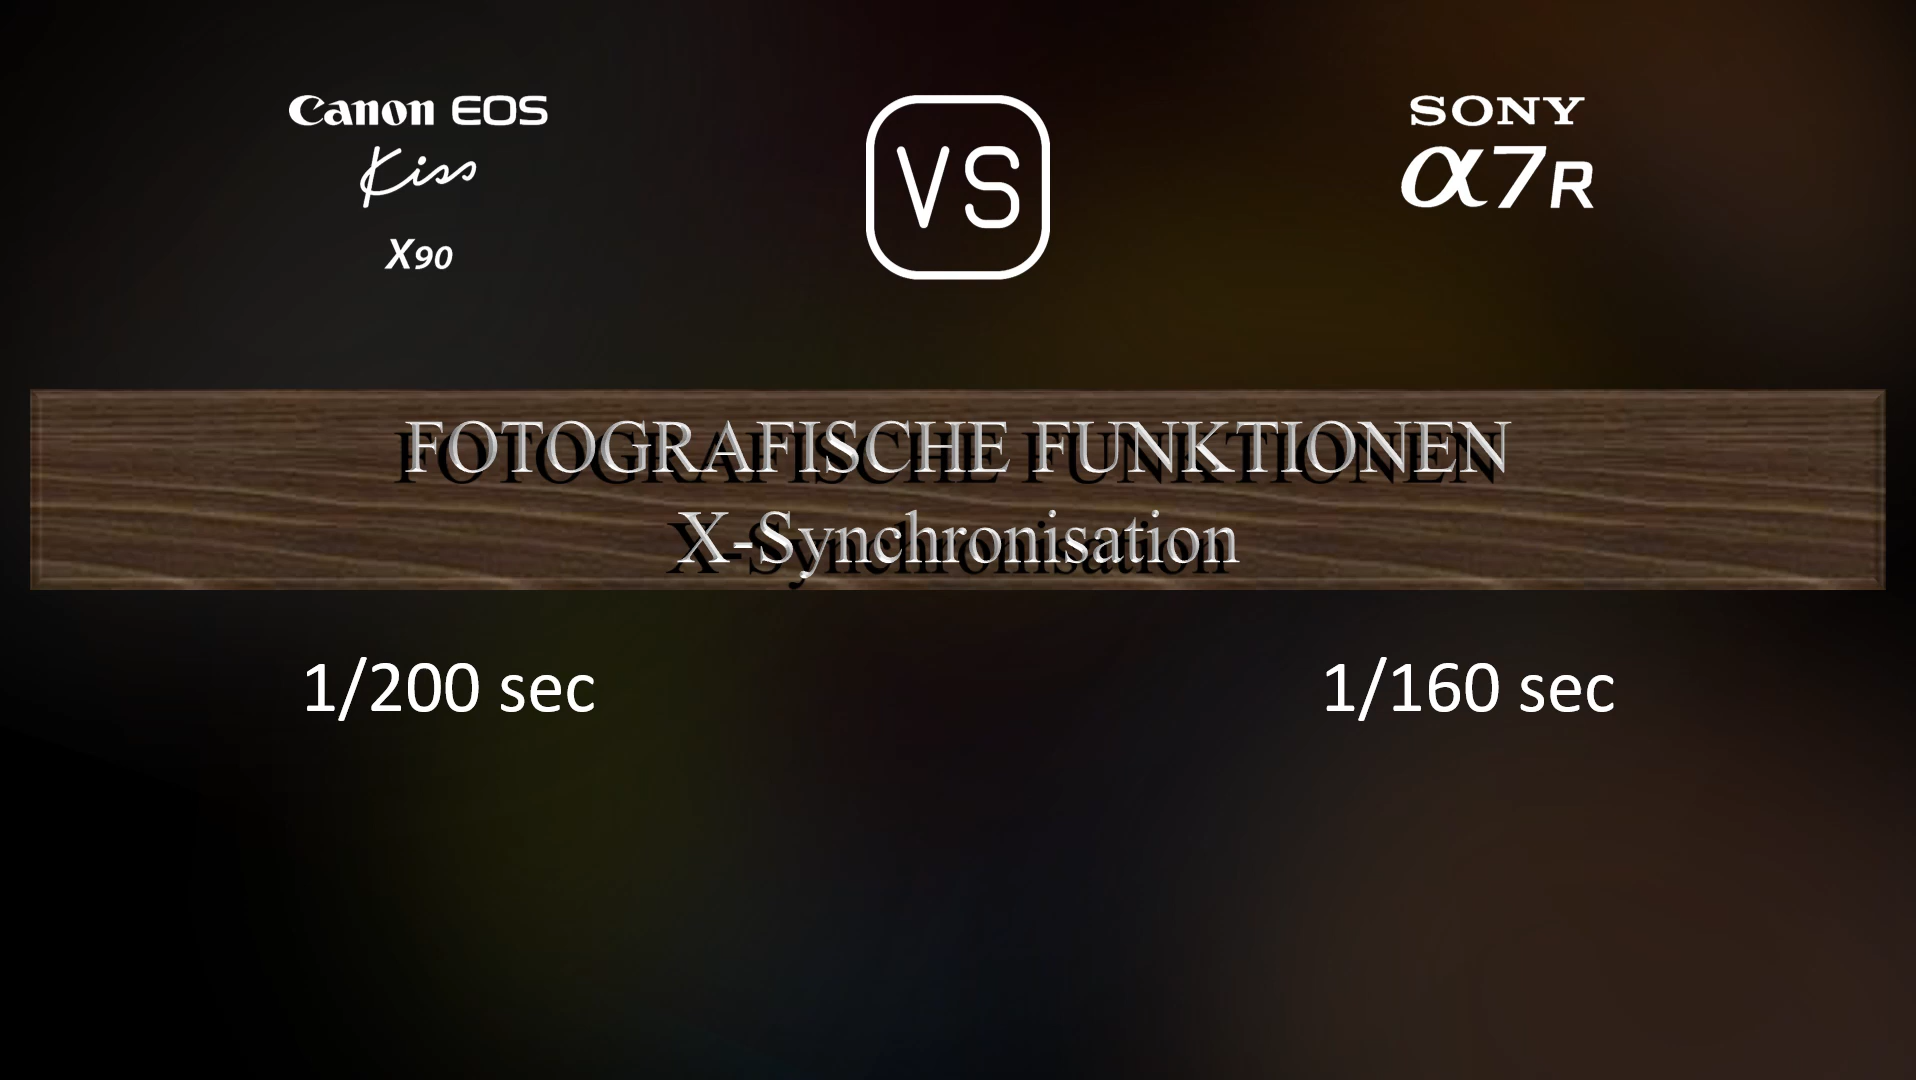 Canon EOS
Kiss
X90
VS
SONY
α7R
FOTOGRAFISCHE FUNKTIONEN
X-Synchronisation
1/200 sec
1/160 sec